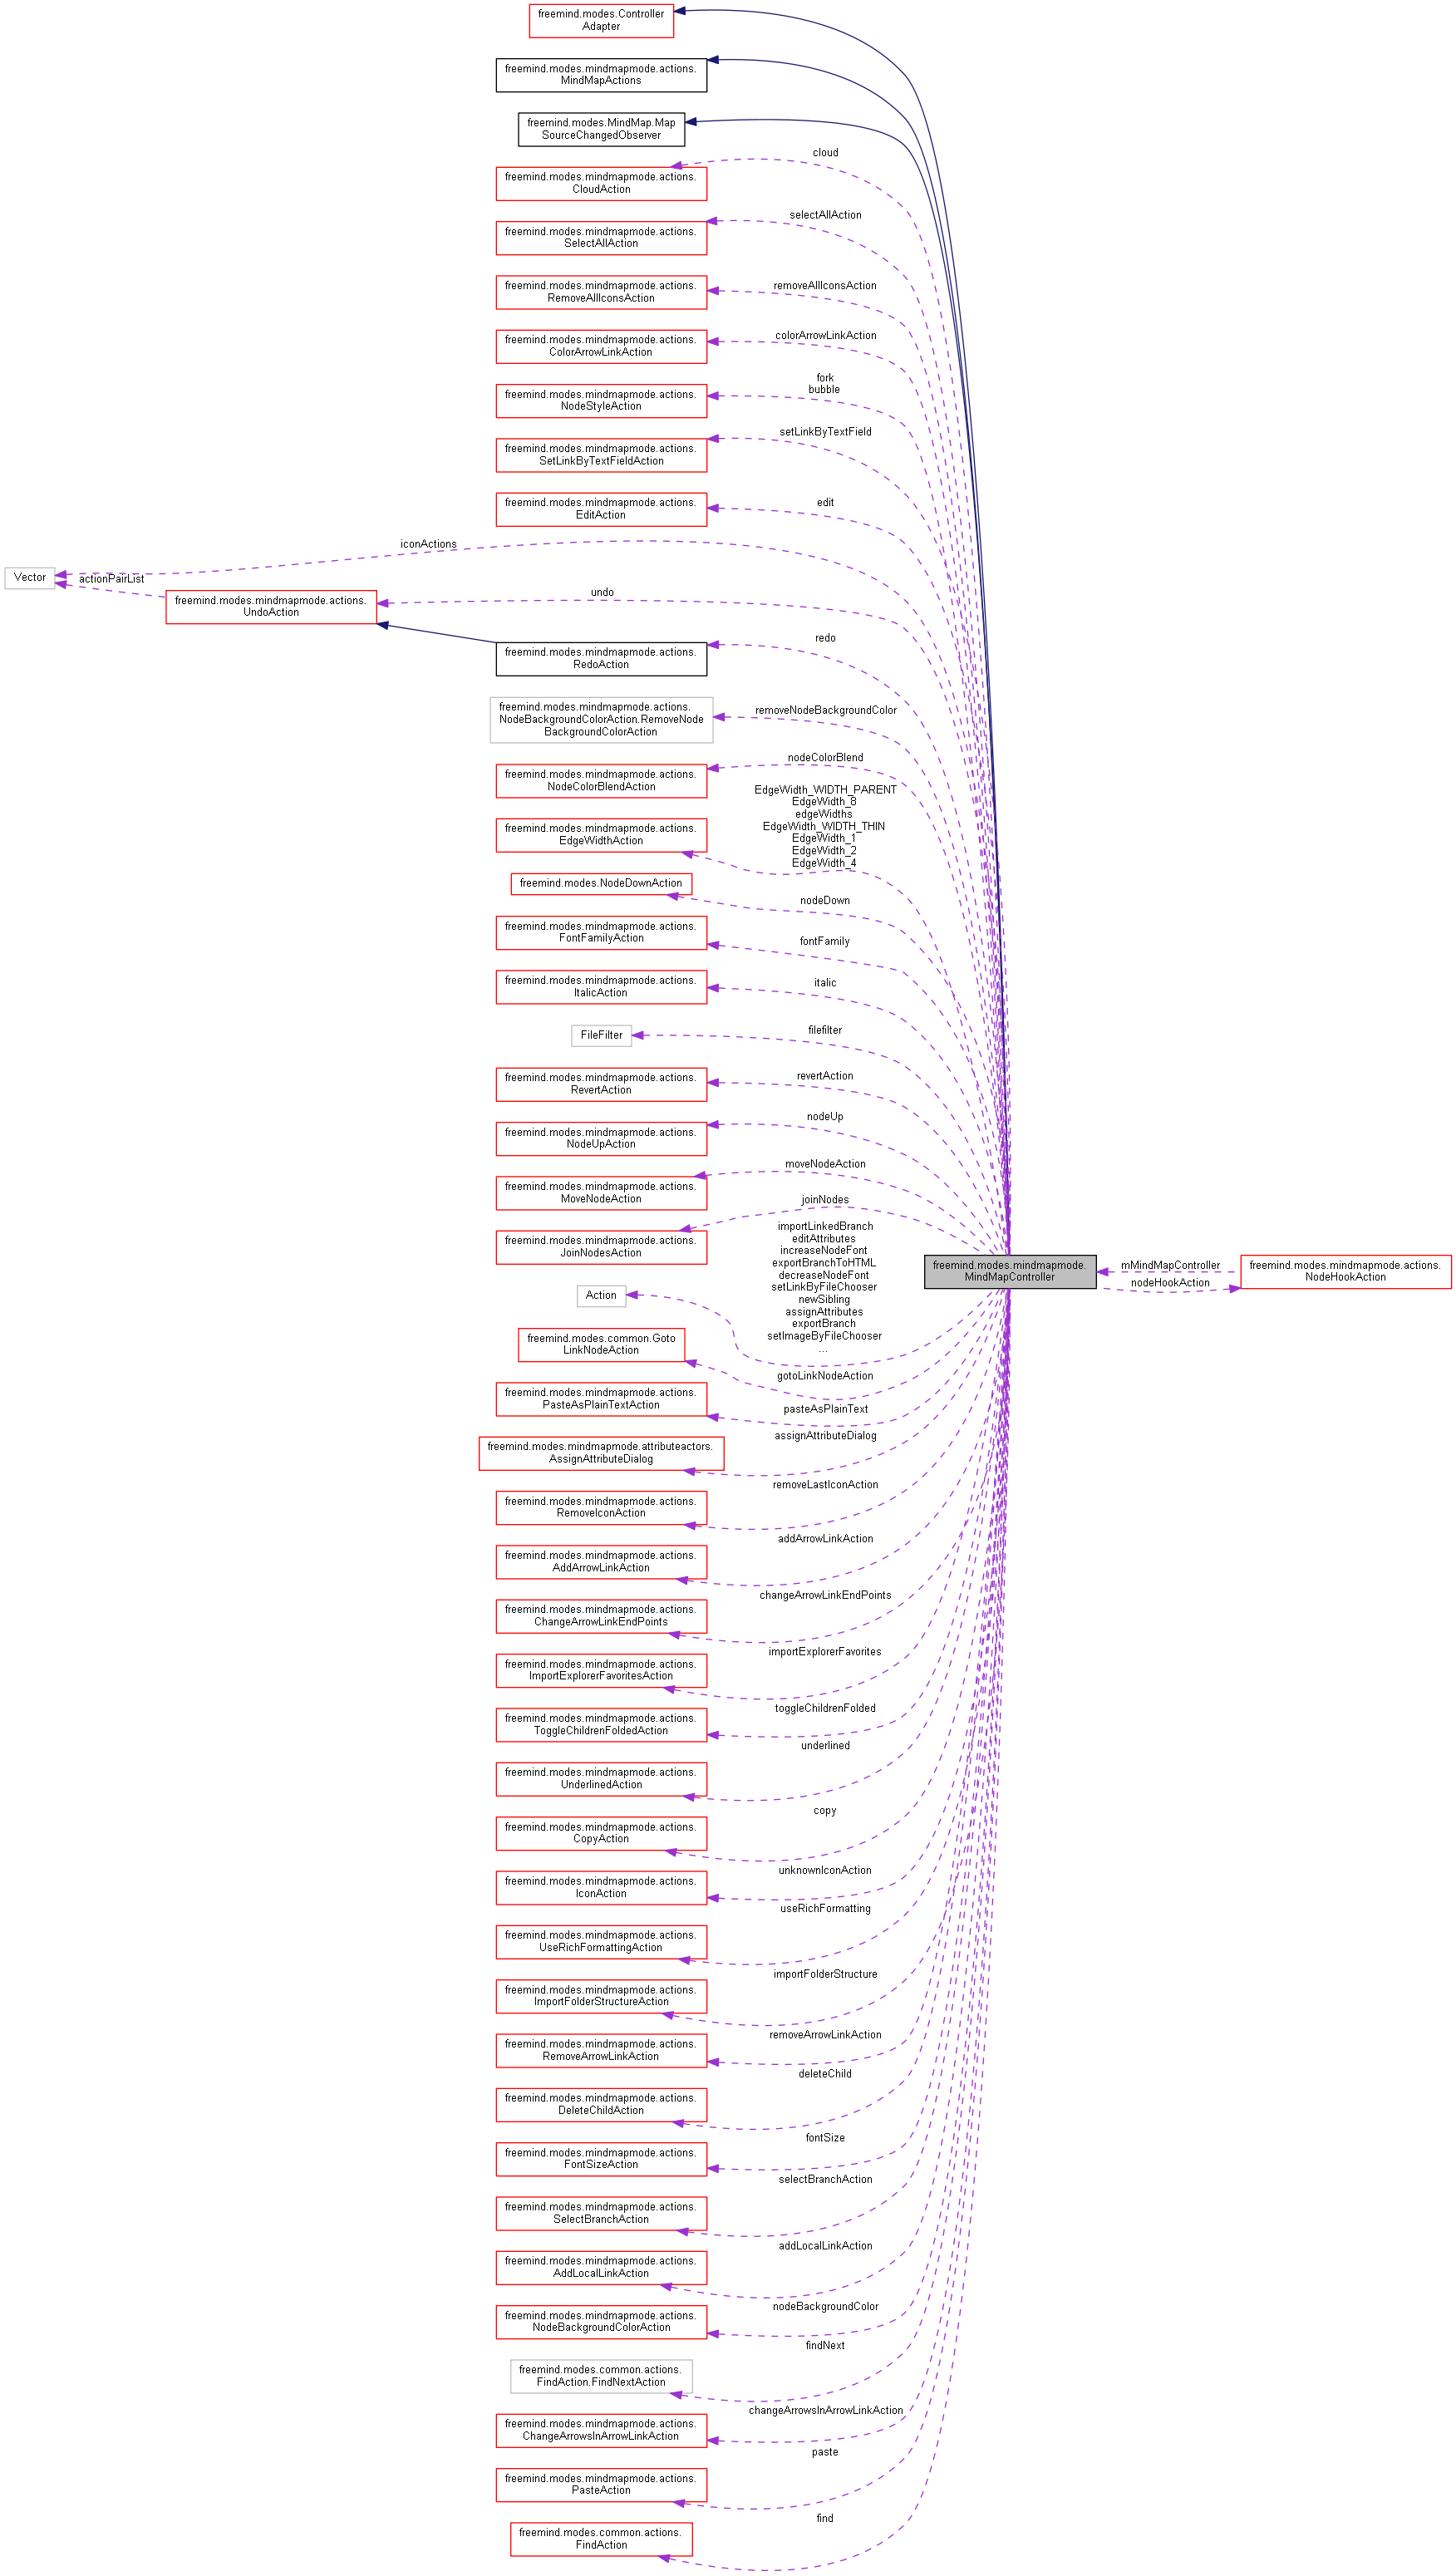 freemind.modes.Controller
Adapter
freemind.modes.mindmapmode.actions.
MindMapActions
freemind.modes.MindMap.Map
SourceChangedObserver
cloud
freemind.modes.mindmapmode.actions.
CloudAction
selectAllAction
freemind.modes.mindmapmode.actions.
SelectAllAction
removeAllIconsAction
freemind.modes.mindmapmode.actions.
RemoveAllIconsAction
colorArrowLinkAction
freemind.modes.mindmapmode.actions.
ColorArrowLinkAction
fork
bubble
freemind.modes.mindmapmode.actions.
NodeStyleAction
setLinkByTextField
freemind.modes.mindmapmode.actions.
SetLinkByTextFieldAction
edit
freemind.modes.mindmapmode.actions.
EditAction
iconActions
Vector
actionPairList
undo
freemind.modes.mindmapmode.actions.
UndoAction
redo
freemind.modes.mindmapmode.actions.
RedoAction
removeNodeBackgroundColor
freemind.modes.mindmapmode.actions.
NodeBackgroundColorAction.RemoveNode
BackgroundColorAction
nodeColorBlend
freemind.modes.mindmapmode.actions.
NodeColorBlendAction
EdgeWidth_WIDTH_PARENT
EdgeWidth_8
edgeWidths
EdgeWidth_WIDTH_THIN
EdgeWidth_1
EdgeWidth_2
EdgeWidth_4
freemind.modes.mindmapmode.actions.
EdgeWidthAction
freemind.modes.NodeDownAction
nodeDown
freemind.modes.mindmapmode.actions.
FontFamilyAction
fontFamily
freemind.modes.mindmapmode.actions.
ItalicAction
italic
FileFilter
filefilter
freemind.modes.mindmapmode.actions.
RevertAction
revertAction
nodeUp
freemind.modes.mindmapmode.actions.
NodeUpAction
moveNodeAction
freemind.modes.mindmapmode.actions.
MoveNodeAction
joinNodes
freemind.modes.mindmapmode.actions.
JoinNodesAction
importLinkedBranch
editAttributes
increaseNodeFont
exportBranchToHTML
decreaseNodeFont
setLinkByFileChooser
newSibling
assignAttributes
exportBranch
setImageByFileChooser
...
freemind.modes.mindmapmode.
MindMapController
mMindMapController
nodeHookAction
freemind.modes.mindmapmode.actions.
NodeHookAction
Action
freemind.modes.common.Goto
LinkNodeAction
gotoLinkNodeAction
freemind.modes.mindmapmode.actions.
PasteAsPlainTextAction
pasteAsPlainText
assignAttributeDialog
freemind.modes.mindmapmode.attributeactors.
AssignAttributeDialog
removeLastIconAction
freemind.modes.mindmapmode.actions.
RemoveIconAction
addArrowLinkAction
freemind.modes.mindmapmode.actions.
AddArrowLinkAction
changeArrowLinkEndPoints
freemind.modes.mindmapmode.actions.
ChangeArrowLinkEndPoints
importExplorerFavorites
freemind.modes.mindmapmode.actions.
ImportExplorerFavoritesAction
toggleChildrenFolded
freemind.modes.mindmapmode.actions.
ToggleChildrenFoldedAction
underlined
freemind.modes.mindmapmode.actions.
UnderlinedAction
copy
freemind.modes.mindmapmode.actions.
CopyAction
unknownIconAction
freemind.modes.mindmapmode.actions.
IconAction
useRichFormatting
freemind.modes.mindmapmode.actions.
UseRichFormattingAction
importFolderStructure
freemind.modes.mindmapmode.actions.
ImportFolderStructureAction
removeArrowLinkAction
freemind.modes.mindmapmode.actions.
RemoveArrowLinkAction
deleteChild
freemind.modes.mindmapmode.actions.
DeleteChildAction
fontSize
freemind.modes.mindmapmode.actions.
FontSizeAction
selectBranchAction
freemind.modes.mindmapmode.actions.
SelectBranchAction
addLocalLinkAction
freemind.modes.mindmapmode.actions.
AddLocalLinkAction
nodeBackgroundColor
freemind.modes.mindmapmode.actions.
NodeBackgroundColorAction
findNext
freemind.modes.common.actions.
FindAction.FindNextAction
changeArrowsInArrowLinkAction
freemind.modes.mindmapmode.actions.
ChangeArrowsInArrowLinkAction
paste
freemind.modes.mindmapmode.actions.
PasteAction
find
freemind.modes.common.actions.
FindAction